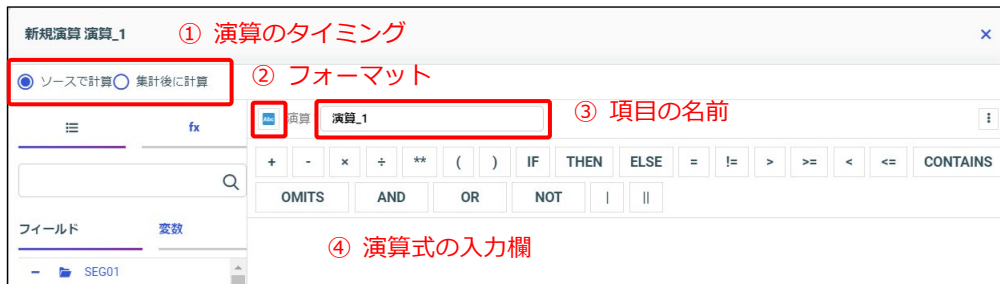 新規演算 演算_1 ① 演算のタイミング ×
ソースで計算 集計後に計算 ② フォーマット
fx Abc 演算 演算_1 ③ 項目の名前
+ - × ÷ ** ( ) IF THEN ELSE = != > >= < <= CONTAINS
OMITS AND OR NOT | ||
フィールド 変数
④ 演算式の入力欄
SEG01